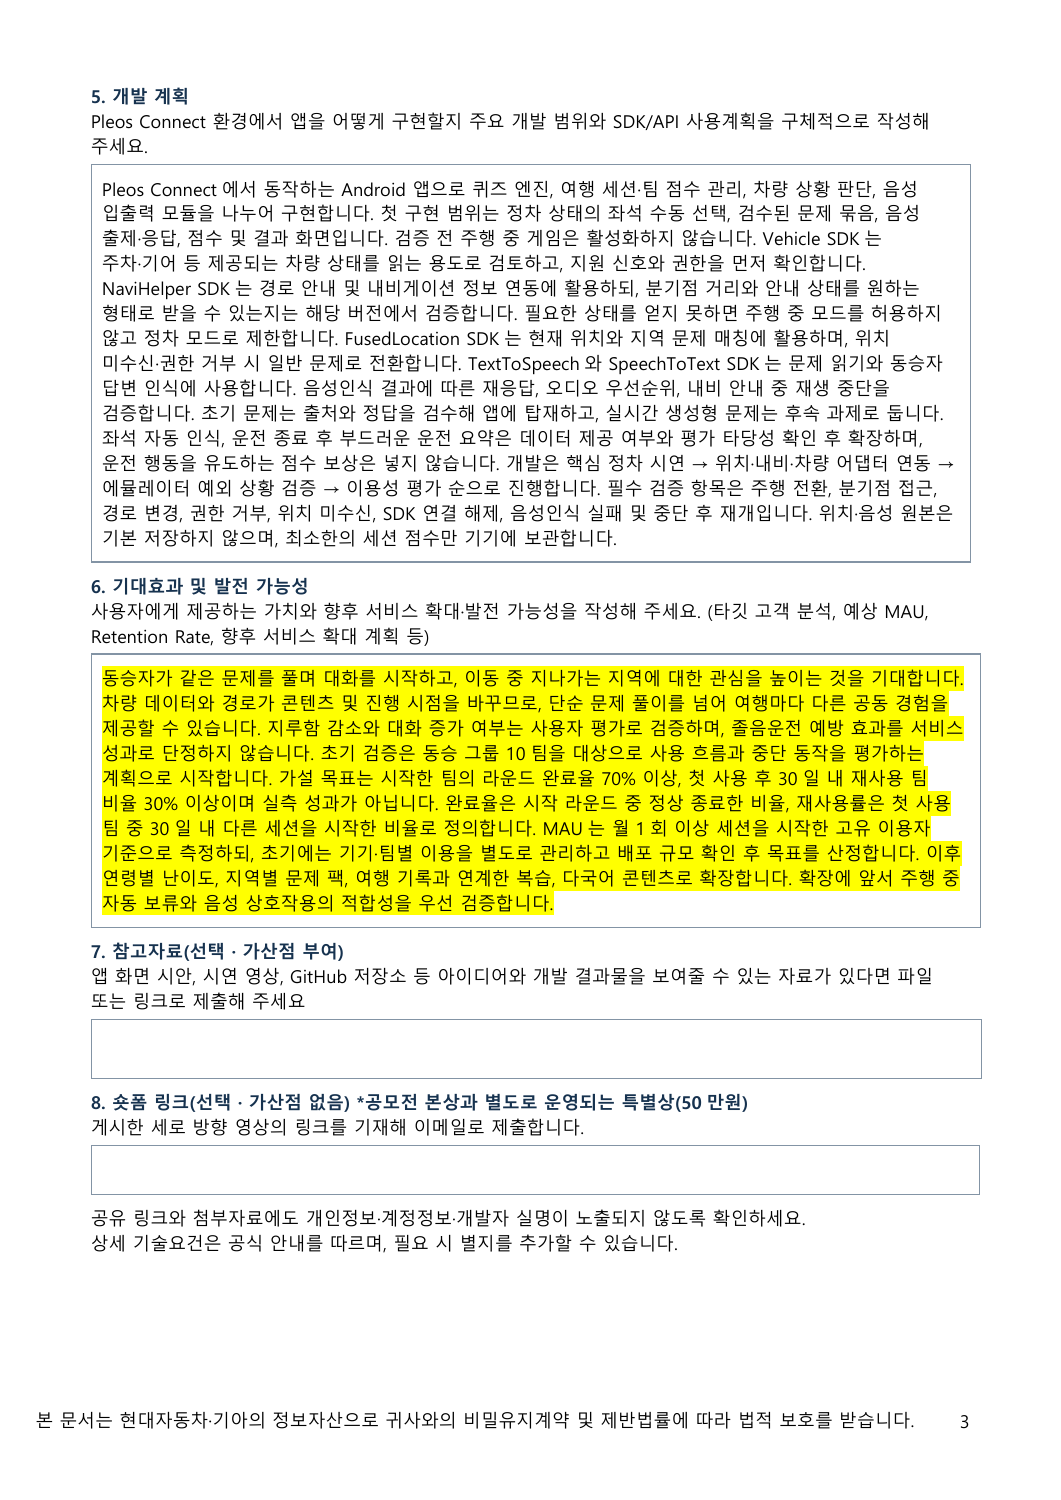 5. 개발 계획
Pleos Connect 환경에서 앱을 어떻게 구현할지 주요 개발 범위와 SDK/API 사용계획을 구체적으로 작성해
주세요.
Pleos Connect 에서 동작하는 Android 앱으로 퀴즈 엔진, 여행 세션·팀 점수 관리, 차량 상황 판단, 음성
입출력 모듈을 나누어 구현합니다. 첫 구현 범위는 정차 상태의 좌석 수동 선택, 검수된 문제 묶음, 음성
출제·응답, 점수 및 결과 화면입니다. 검증 전 주행 중 게임은 활성화하지 않습니다. Vehicle SDK 는
주차·기어 등 제공되는 차량 상태를 읽는 용도로 검토하고, 지원 신호와 권한을 먼저 확인합니다.
NaviHelper SDK 는 경로 안내 및 내비게이션 정보 연동에 활용하되, 분기점 거리와 안내 상태를 원하는
형태로 받을 수 있는지는 해당 버전에서 검증합니다. 필요한 상태를 얻지 못하면 주행 중 모드를 허용하지
않고 정차 모드로 제한합니다. FusedLocation SDK 는 현재 위치와 지역 문제 매칭에 활용하며, 위치
미수신·권한 거부 시 일반 문제로 전환합니다. TextToSpeech 와 SpeechToText SDK 는 문제 읽기와 동승자
답변 인식에 사용합니다. 음성인식 결과에 따른 재응답, 오디오 우선순위, 내비 안내 중 재생 중단을
검증합니다. 초기 문제는 출처와 정답을 검수해 앱에 탑재하고, 실시간 생성형 문제는 후속 과제로 둡니다.
좌석 자동 인식, 운전 종료 후 부드러운 운전 요약은 데이터 제공 여부와 평가 타당성 확인 후 확장하며,
운전 행동을 유도하는 점수 보상은 넣지 않습니다. 개발은 핵심 정차 시연 → 위치·내비·차량 어댑터 연동 →
에뮬레이터 예외 상황 검증 → 이용성 평가 순으로 진행합니다. 필수 검증 항목은 주행 전환, 분기점 접근,
경로 변경, 권한 거부, 위치 미수신, SDK 연결 해제, 음성인식 실패 및 중단 후 재개입니다. 위치·음성 원본은
기본 저장하지 않으며, 최소한의 세션 점수만 기기에 보관합니다.
6. 기대효과 및 발전 가능성
사용자에게 제공하는 가치와 향후 서비스 확대·발전 가능성을 작성해 주세요. (타깃 고객 분석, 예상 MAU,
Retention Rate, 향후 서비스 확대 계획 등)
동승자가 같은 문제를 풀며 대화를 시작하고, 이동 중 지나가는 지역에 대한 관심을 높이는 것을 기대합니다.
차량 데이터와 경로가 콘텐츠 및 진행 시점을 바꾸므로, 단순 문제 풀이를 넘어 여행마다 다른 공동 경험을
제공할 수 있습니다. 지루함 감소와 대화 증가 여부는 사용자 평가로 검증하며, 졸음운전 예방 효과를 서비스
성과로 단정하지 않습니다. 초기 검증은 동승 그룹 10 팀을 대상으로 사용 흐름과 중단 동작을 평가하는
계획으로 시작합니다. 가설 목표는 시작한 팀의 라운드 완료율 70% 이상, 첫 사용 후 30 일 내 재사용 팀
비율 30% 이상이며 실측 성과가 아닙니다. 완료율은 시작 라운드 중 정상 종료한 비율, 재사용률은 첫 사용
팀 중 30 일 내 다른 세션을 시작한 비율로 정의합니다. MAU 는 월 1 회 이상 세션을 시작한 고유 이용자
기준으로 측정하되, 초기에는 기기·팀별 이용을 별도로 관리하고 배포 규모 확인 후 목표를 산정합니다. 이후
연령별 난이도, 지역별 문제 팩, 여행 기록과 연계한 복습, 다국어 콘텐츠로 확장합니다. 확장에 앞서 주행 중
자동 보류와 음성 상호작용의 적합성을 우선 검증합니다.
7. 참고자료(선택 · 가산점 부여)
앱 화면 시안, 시연 영상, GitHub 저장소 등 아이디어와 개발 결과물을 보여줄 수 있는 자료가 있다면 파일
또는 링크로 제출해 주세요
8. 숏폼 링크(선택 · 가산점 없음) *공모전 본상과 별도로 운영되는 특별상(50 만원)
게시한 세로 방향 영상의 링크를 기재해 이메일로 제출합니다.
공유 링크와 첨부자료에도 개인정보·계정정보·개발자 실명이 노출되지 않도록 확인하세요.
상세 기술요건은 공식 안내를 따르며, 필요 시 별지를 추가할 수 있습니다.
본 문서는 현대자동차·기아의 정보자산으로 귀사와의 비밀유지계약 및 제반법률에 따라 법적 보호를 받습니다. 3